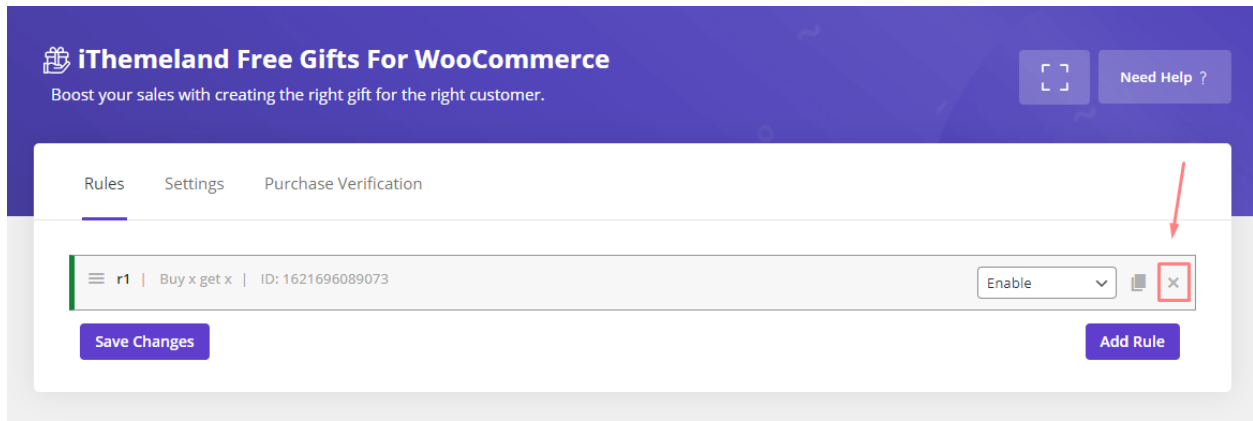 iThemeland Free Gifts For WooCommerce
Boost your sales with creating the right gift for the right customer.
Need Help ?
Rules Settings Purchase Verification
r1 | Buy x get x | ID: 1621696089073 Enable
Save Changes Add Rule